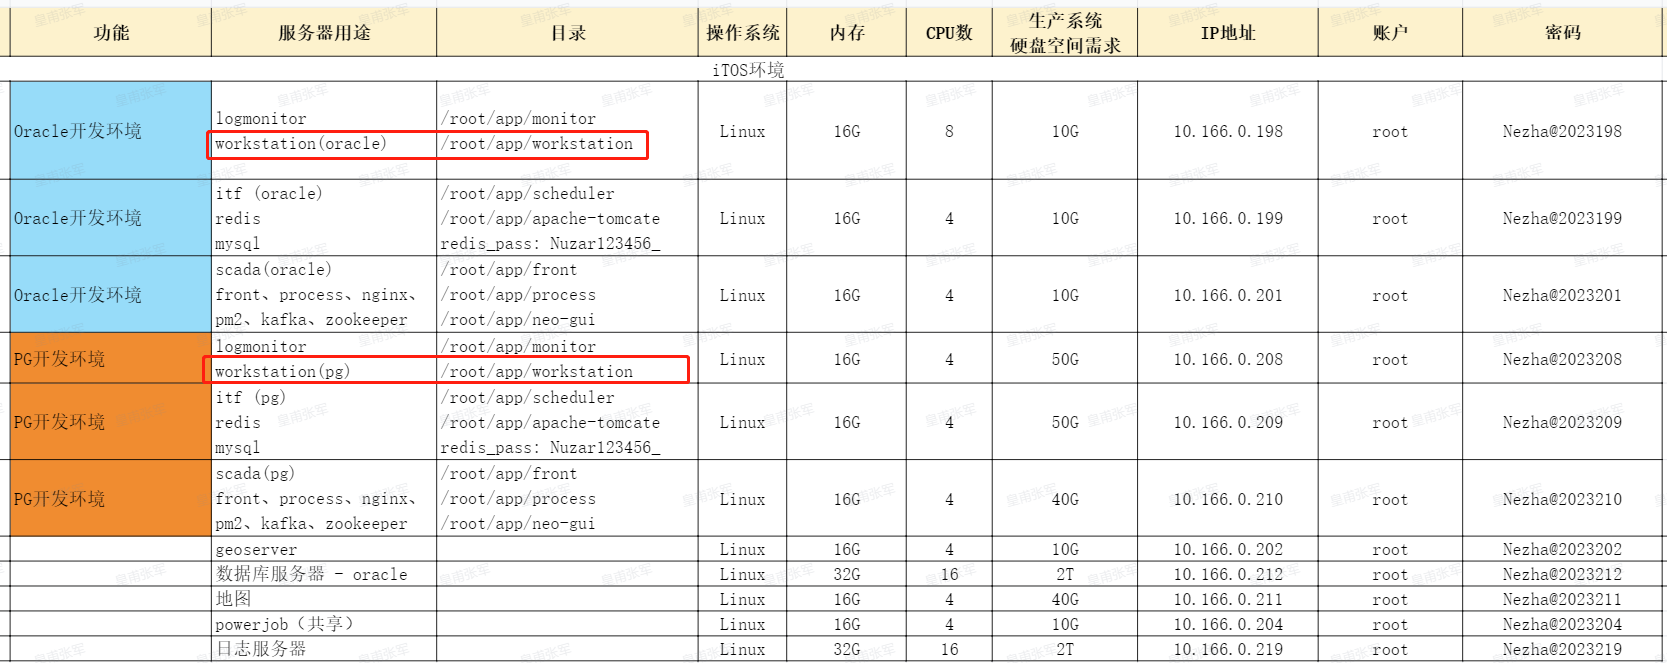 功能 服务器用途 目录 操作系统 内存 CPU数 生产系统 硬盘空间需求 IP地址 账户 密码
iTOS环境
Oracle开发环境 logmonitor /root/app/monitor Linux 16G 8 10G 10.166.0.198 root Nezha@2023198
workstation(oracle) /root/app/workstation
Oracle开发环境 itf (oracle) /root/app/scheduler Linux 16G 4 10G 10.166.0.199 root Nezha@2023199
redis /root/app/apache-tomcate
mysql redis_pass: Nuzar123456_
Oracle开发环境 scada(oracle) /root/app/front Linux 16G 4 10G 10.166.0.201 root Nezha@2023201
front、process、nginx、 /root/app/process
pm2、kafka、zookeeper /root/app/neo-gui
PG开发环境 logmonitor /root/app/monitor Linux 16G 4 50G 10.166.0.208 root Nezha@2023208
workstation(pg) /root/app/workstation
PG开发环境 itf (pg) /root/app/scheduler Linux 16G 4 50G 10.166.0.209 root Nezha@2023209
redis /root/app/apache-tomcate
mysql redis_pass: Nuzar123456_
PG开发环境 scada(pg) /root/app/front Linux 16G 4 40G 10.166.0.210 root Nezha@2023210
front、process、nginx、 /root/app/process
pm2、kafka、zookeeper /root/app/neo-gui
geoserver Linux 16G 4 10G 10.166.0.202 root Nezha@2023202
数据库服务器 - oracle Linux 32G 16 2T 10.166.0.212 root Nezha@2023212
地图 Linux 16G 4 40G 10.166.0.211 root Nezha@2023211
powerjob（共享） Linux 16G 4 10G 10.166.0.204 root Nezha@2023204
日志服务器 Linux 32G 16 2T 10.166.0.219 root Nezha@2023219
皇甫张军